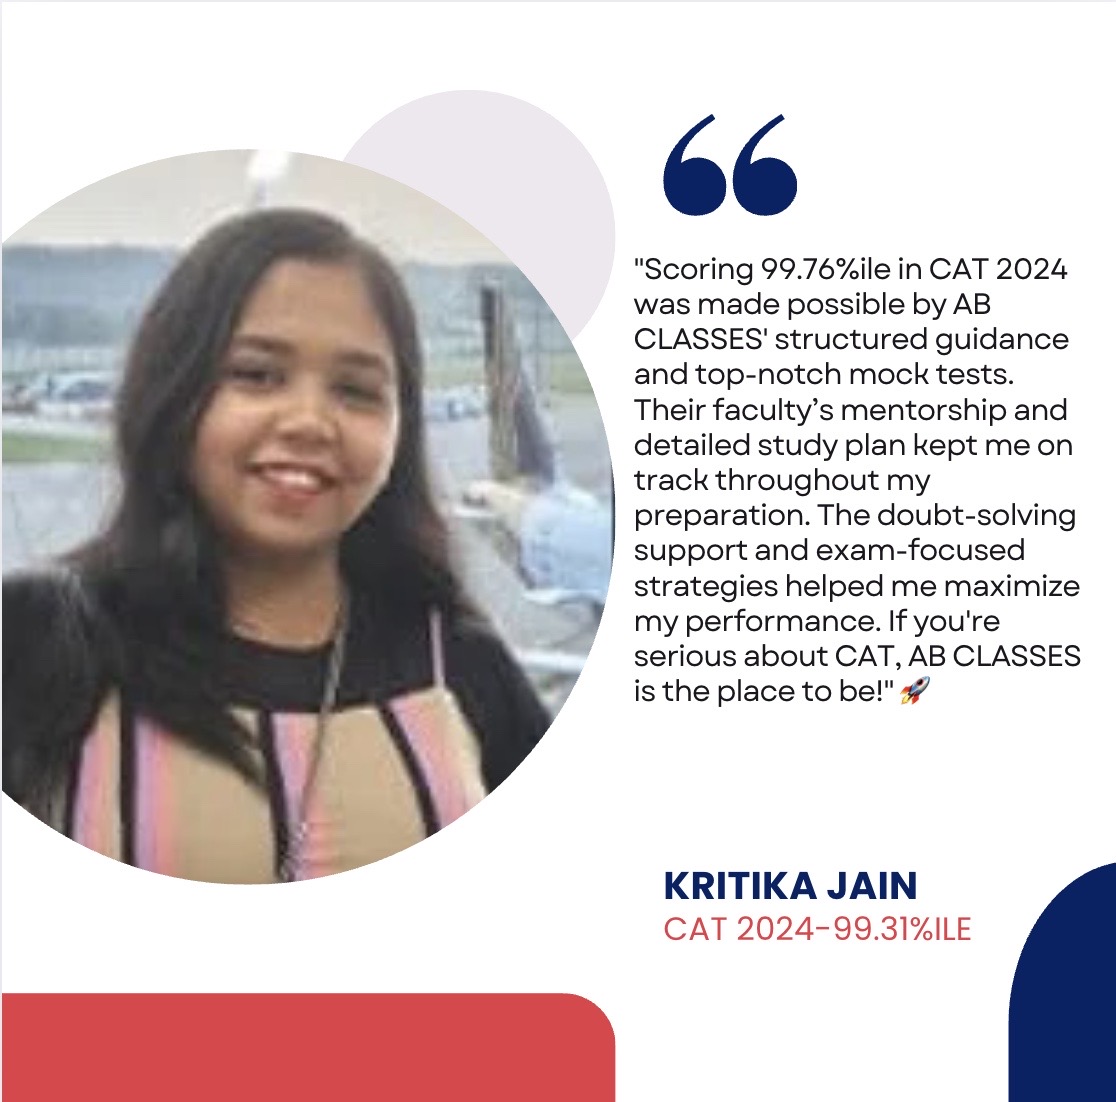 "Scoring 99.76%ile in CAT 2024
was made possible by AB
CLASSES' structured guidance
and top-notch mock tests.
Their faculty’s mentorship and
detailed study plan kept me on
track throughout my
preparation. The doubt-solving
support and exam-focused
strategies helped me maximize
my performance. If you're
serious about CAT, AB CLASSES
is the place to be!" 🚀
KRITIKA JAIN
CAT 2024-99.31%ILE